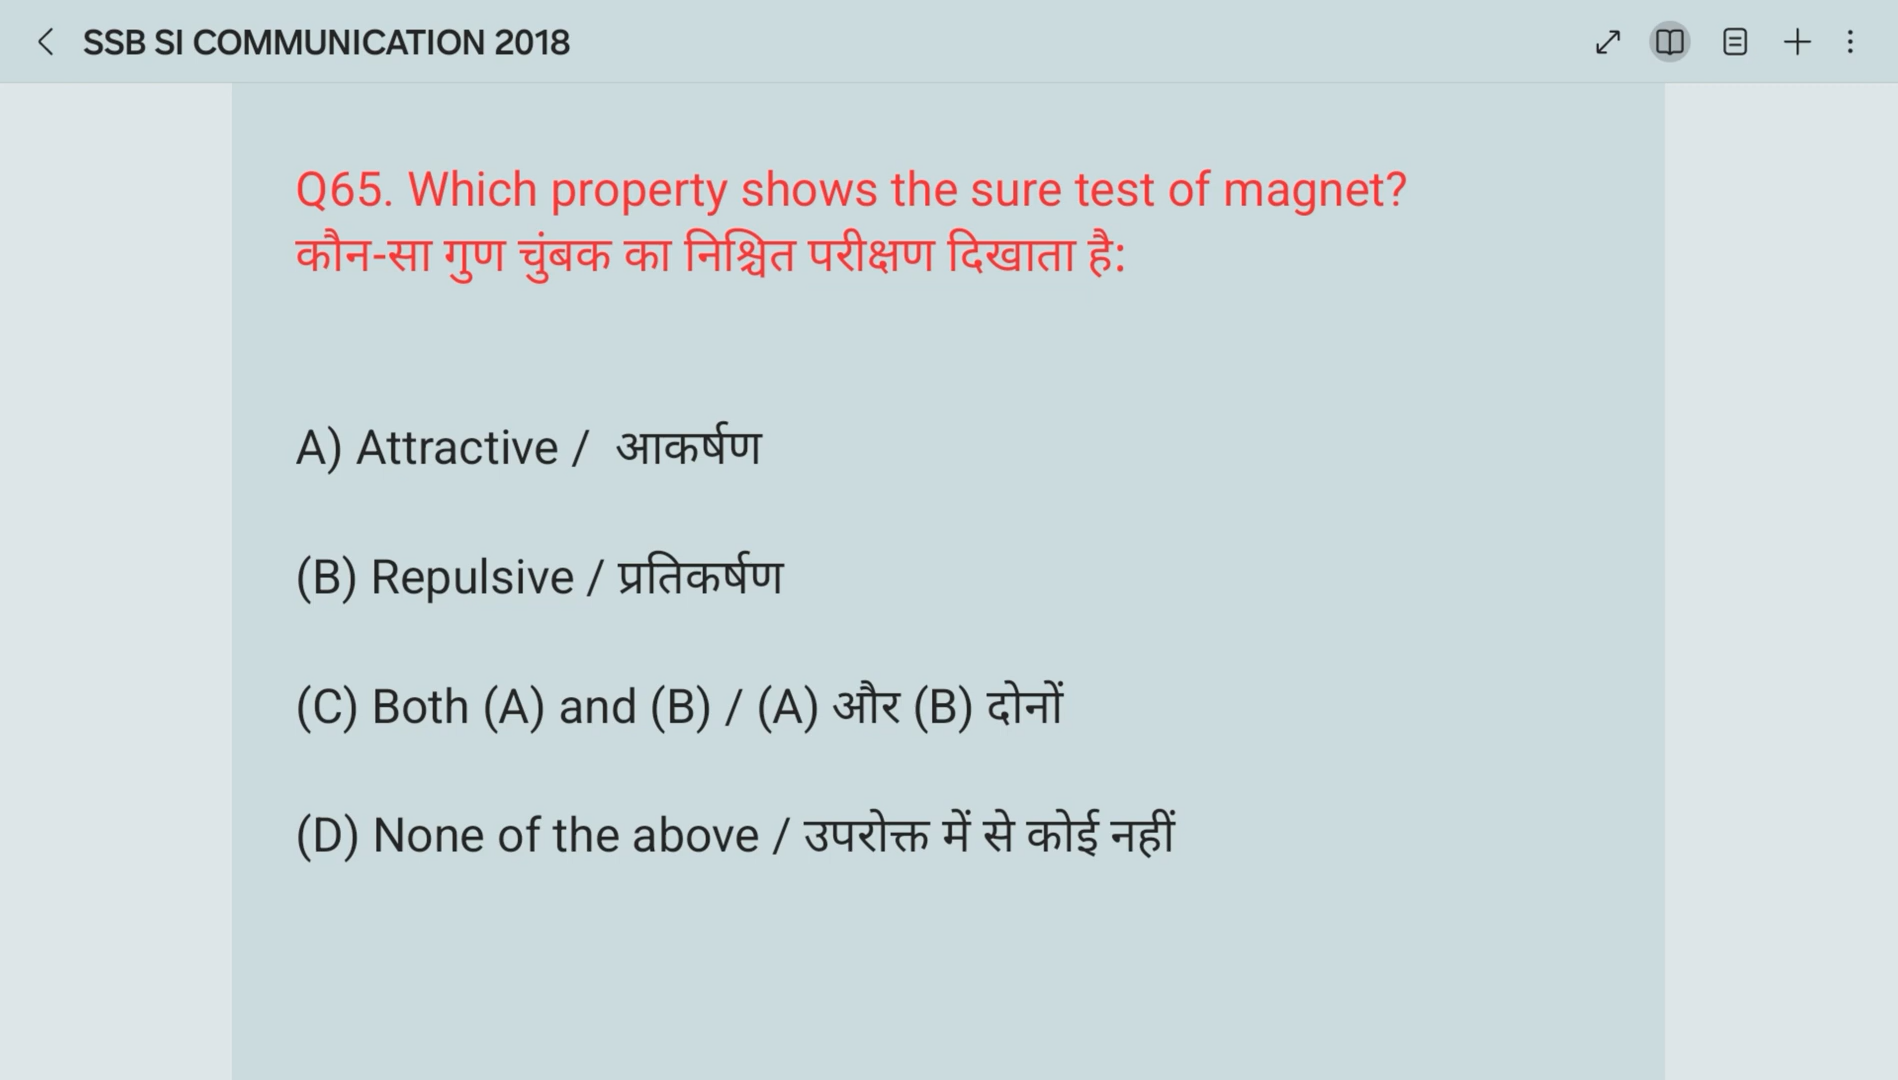 SSB SI COMMUNICATION 2018
Q65. Which property shows the sure test of magnet?
कौन-सा गुण चुंबक का निश्चित परीक्षण दिखाता है:
A) Attractive / आकर्षण
(B) Repulsive / प्रतिकर्षण
(C) Both (A) and (B) / (A) और (B) दोनों
(D) None of the above / उपरोक्त में से कोई नहीं